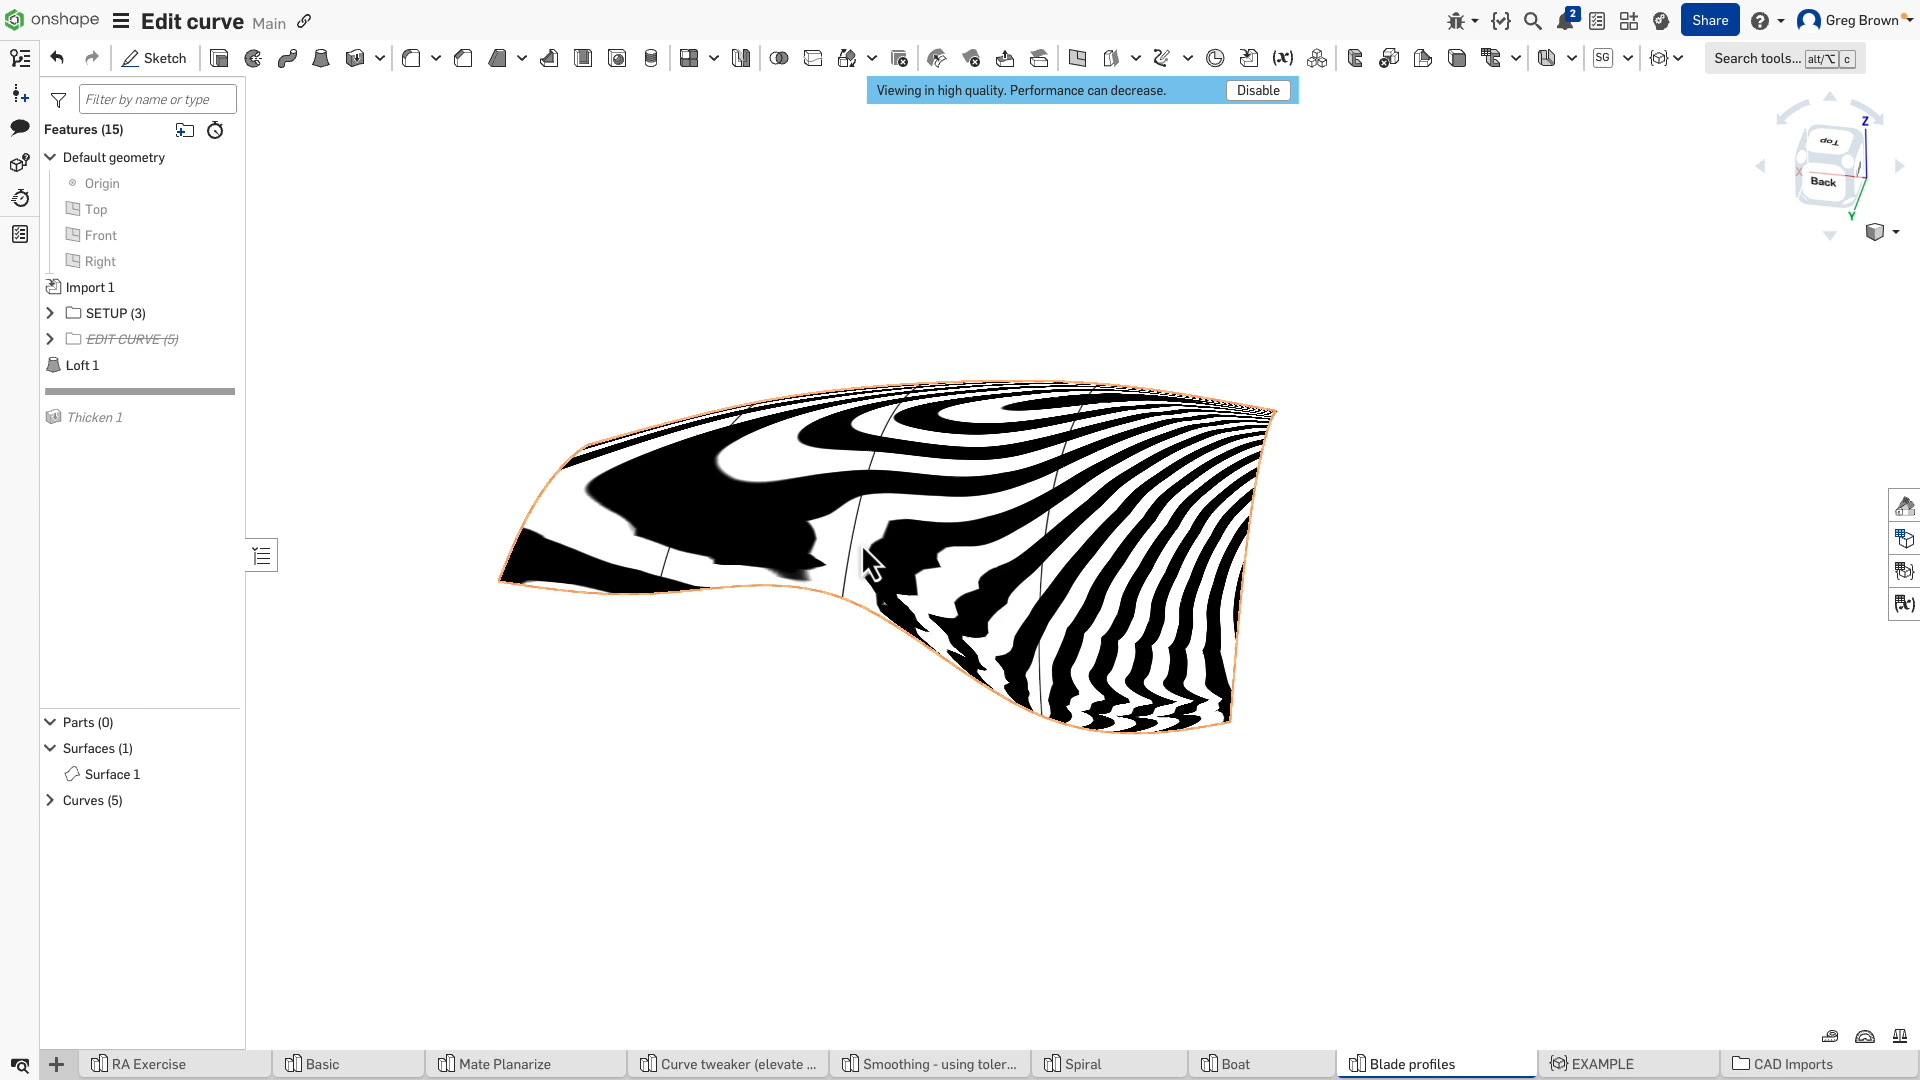 onshape Edit curve Main 2 Share Greg Brown
Sketch SG Search tools... alt/⌥ c
Viewing in high quality. Performance can decrease. Disable
Filter by name or type
Features (15)
Default geometry
Origin
Top
Front
Right
Import 1
SETUP (3)
EDIT CURVE (5)
Loft 1
Thicken 1
Parts (0)
Surfaces (1)
Surface 1
Curves (5)
Z
Top
X
Back
Y
RA Exercise Basic Mate Planarize Curve tweaker (elevate ... Smoothing - using toler... Spiral Boat Blade profiles EXAMPLE CAD Imports